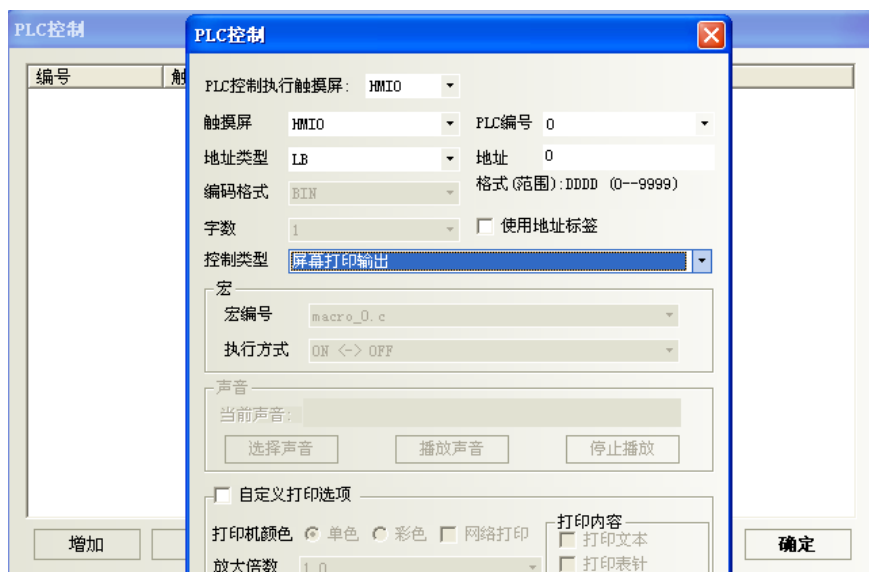 PLC控制
编号
PLC控制
PLC控制执行触摸屏: HMI0
触摸屏 HMI0 PLC编号 0
地址类型 LB 地址 0
编码格式 BIN 格式(范围):DDDD (0--9999)
字数 1 使用地址标签
控制类型 屏幕打印输出
宏
宏编号 macro_0.c
执行方式 ON <-> OFF
声音
当前声音:
选择声音 播放声音 停止播放
自定义打印选项
打印机颜色 单色 彩色 网络打印
打印内容
打印文本
放大倍数 1.0 打印表针
增加 确定